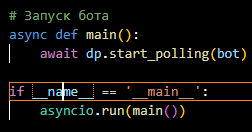 # Запуск бота
async def main():
    await dp.start_polling(bot)

if __name__ == '__main__':
    asyncio.run(main())